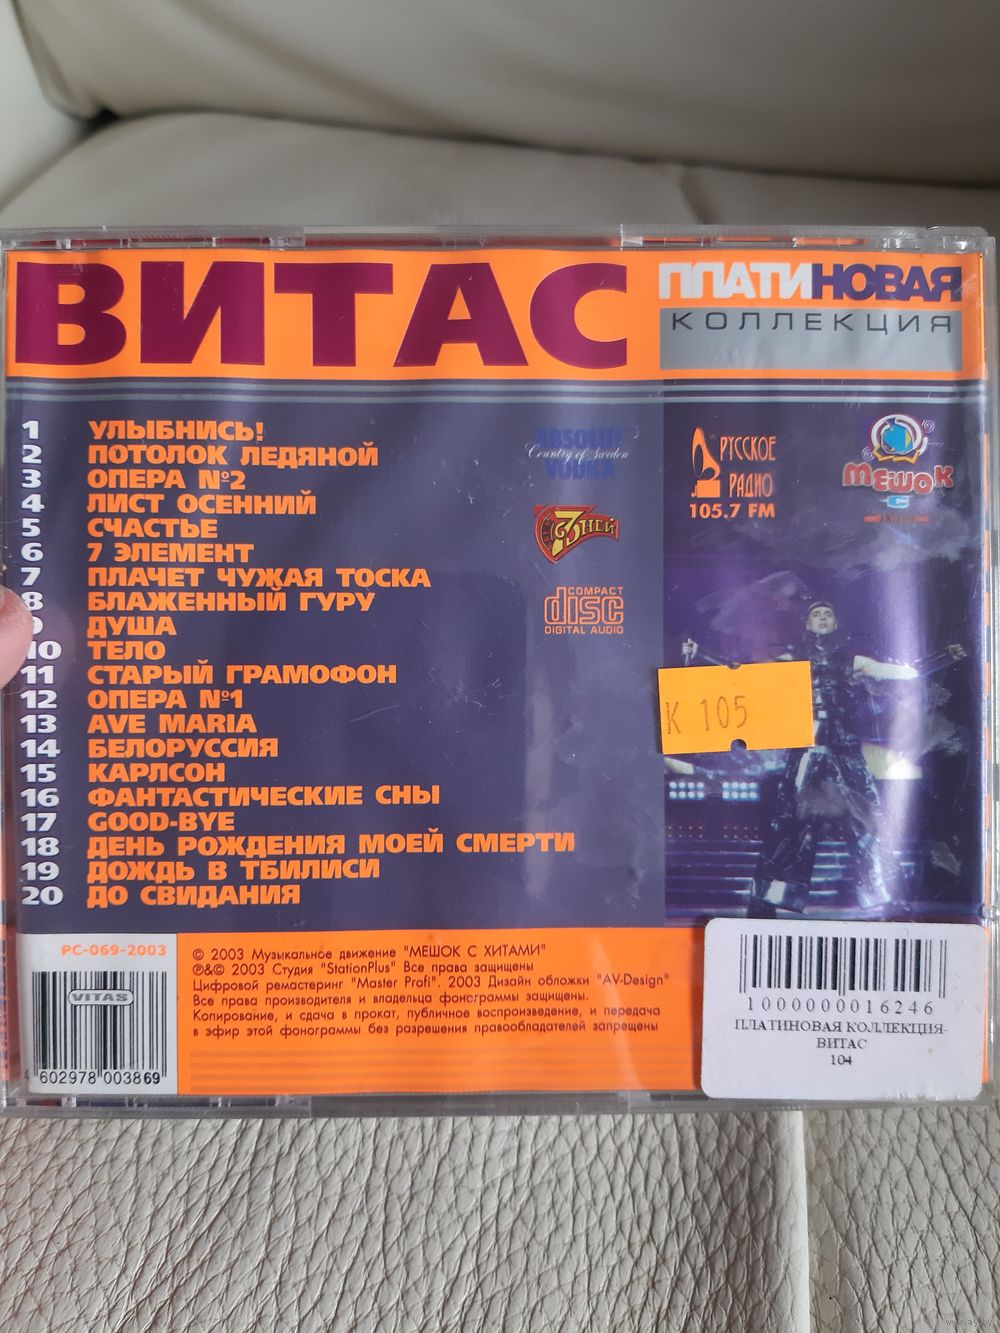 ВИТАС
ПЛАТИНОВАЯ
КОЛЛЕКЦИЯ
1 УЛЫБНИСЬ!
2 ПОТОЛОК ЛЕДЯНОЙ
3 ОПЕРА №2
4 ЛИСТ ОСЕННИЙ
5 СЧАСТЬЕ
6 7 ЭЛЕМЕНТ
7 ПЛАЧЕТ ЧУЖАЯ ТОСКА
8 БЛАЖЕННЫЙ ГУРУ
9 ДУША
10 ТЕЛО
11 СТАРЫЙ ГРАМОФОН
12 ОПЕРА №1
13 AVE MARIA
14 БЕЛОРУССИЯ
15 КАРЛСОН
16 ФАНТАСТИЧЕСКИЕ СНЫ
17 GOOD-BYE
18 ДЕНЬ РОЖДЕНИЯ МОЕЙ СМЕРТИ
19 ДОЖДЬ В ТБИЛИСИ
20 ДО СВИДАНИЯ
ABSOLUT
Country of Sweden
VODKA
7 ДНЕЙ
COMPACT
disc
DIGITAL AUDIO
РУССКОЕ
РАДИО
105.7 FM
МЕШОК
С
К 105
PC-069-2003
VITAS
4 602978 003869
© 2003 Музыкальное движение "МЕШОК С ХИТАМИ"
℗&© 2003 Студия "StationPlus" Все права защищены
Цифровой ремастеринг "Master Profi". 2003 Дизайн обложки "AV-Design"
Все права производителя и владельца фонограммы защищены.
Копирование, и сдача в прокат, публичное воспроизведение, и передача
в эфир этой фонограммы без разрешения правообладателей запрещены
1000000016246
ПЛАТИНОВАЯ КОЛЛЕКЦИЯ-
ВИТАС
104
www.ay.by